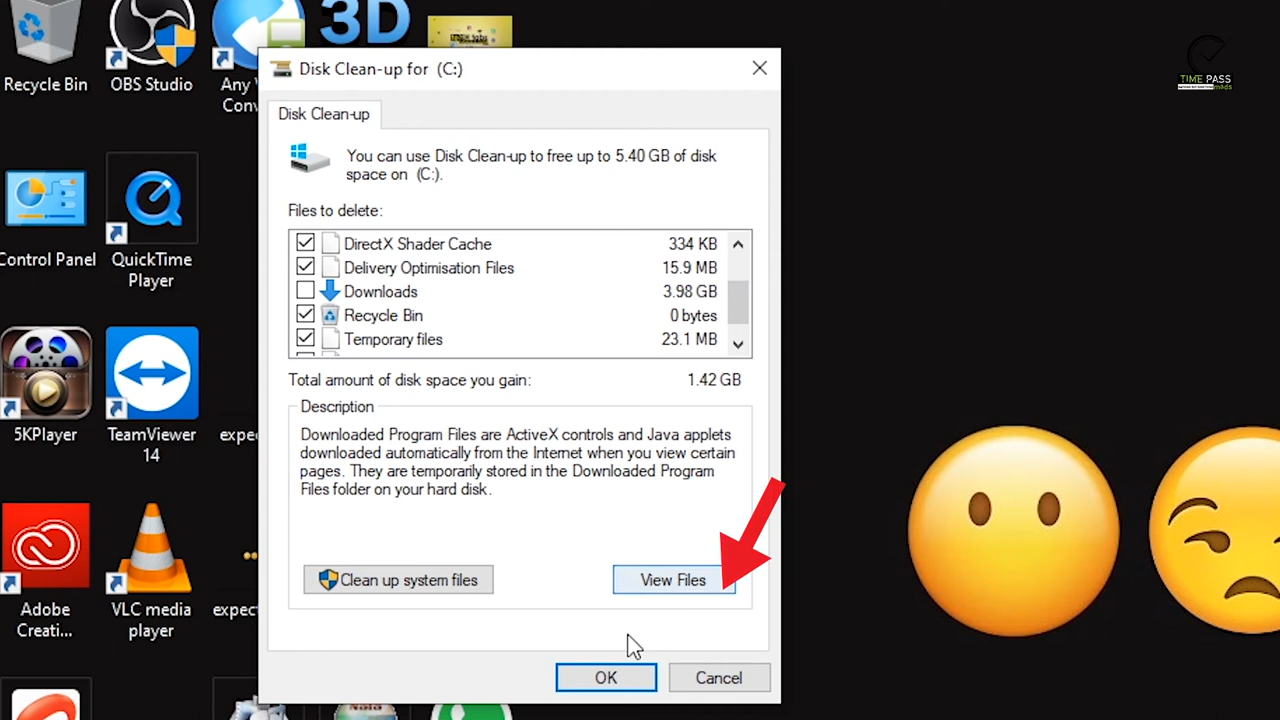 Recycle Bin
OBS Studio
Any
Conv
3D
TIME PASS
Disk Clean-up for (C:)
Disk Clean-up
You can use Disk Clean-up to free up to 5.40 GB of disk
space on (C:).
Files to delete:
DirectX Shader Cache 334 KB
Delivery Optimisation Files 15.9 MB
Downloads 3.98 GB
Recycle Bin 0 bytes
Temporary files 23.1 MB
Total amount of disk space you gain: 1.42 GB
Description
Downloaded Program Files are ActiveX controls and Java applets
downloaded automatically from the Internet when you view certain
pages. They are temporarily stored in the Downloaded Program
Files folder on your hard disk.
Clean up system files
View Files
OK
Cancel
Control Panel
QuickTime
Player
5KPlayer
TeamViewer
14
expe
Adobe
Creati...
VLC media
player
expect